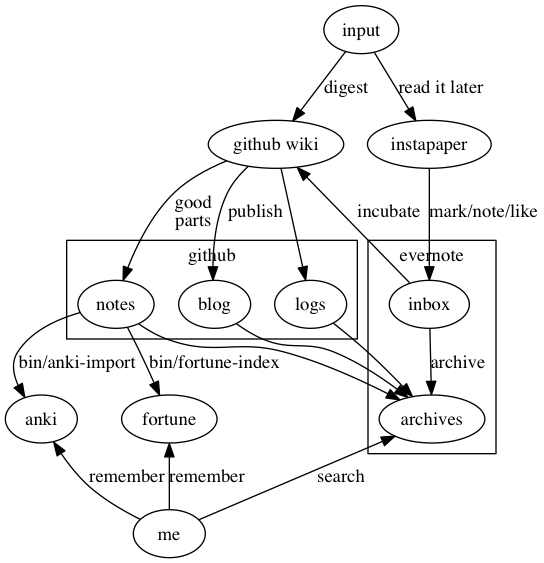 input
digest
read it later
github wiki
instapaper
good
parts
publish
incubate
mark/note/like
github
evernote
notes
blog
logs
inbox
bin/anki-import
bin/fortune-index
archive
anki
fortune
archives
remember
remember
search
me